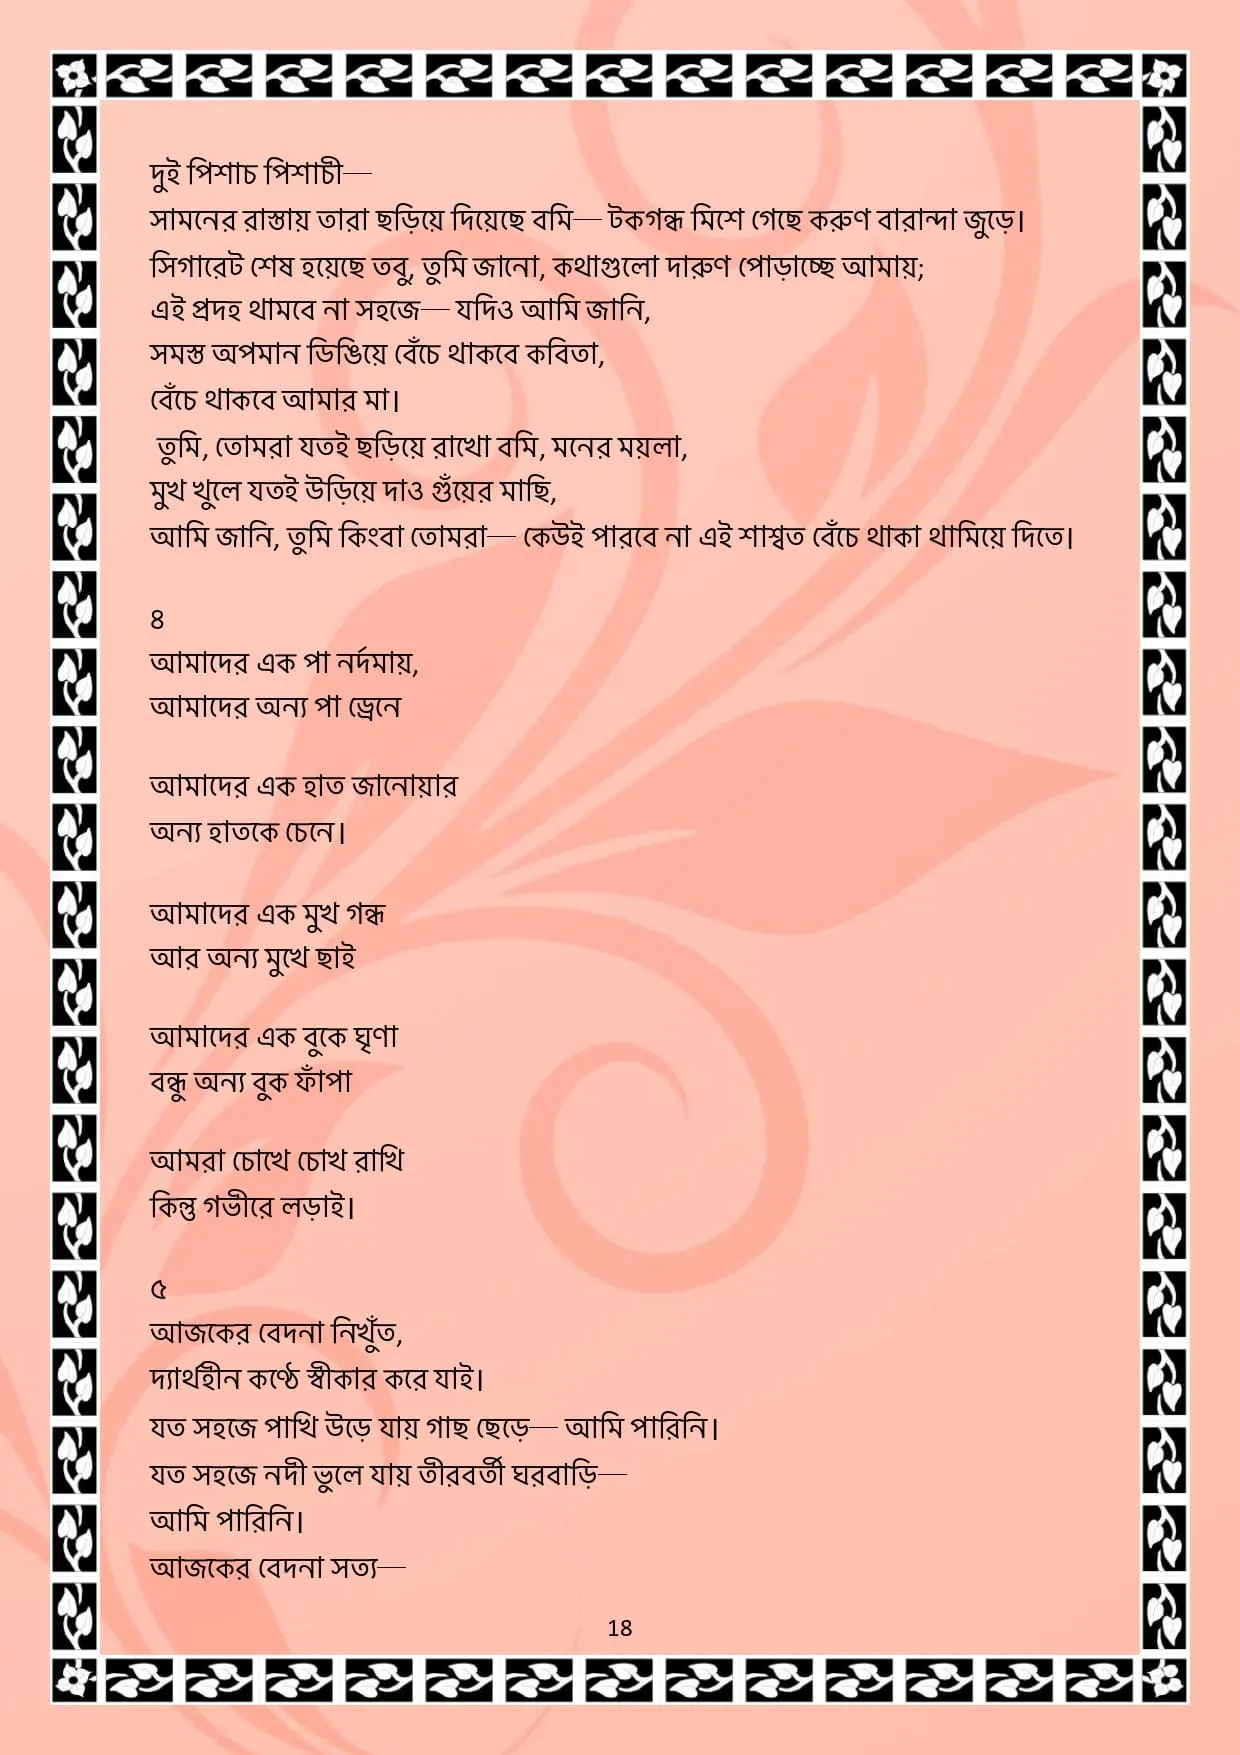 দুই পিশাচ পিশাচী—
সামনের রাস্তায় তারা ছড়িয়ে দিয়েছে বমি— টকগন্ধ মিশে গেছে করুণ বারান্দা জুড়ে।
সিগারেট শেষ হয়েছে তবু, তুমি জানো, কথাগুলো দারুণ পোড়াচ্ছে আমায়;
এই প্রদহ থামবে না সহজে— যদিও আমি জানি,
সমস্ত অপমান ডিঙিয়ে বেঁচে থাকবে কবিতা,
বেঁচে থাকবে আমার মা।
তুমি, তোমরা যতই ছড়িয়ে রাখো বমি, মনের ময়লা,
মুখ খুলে যতই উড়িয়ে দাও গুঁয়ের মাছি,
আমি জানি, তুমি কিংবা তোমরা— কেউই পারবে না এই শাশ্বত বেঁচে থাকা থামিয়ে দিতে।
৪
আমাদের এক পা নর্দমায়,
আমাদের অন্য পা ড্রেনে
আমাদের এক হাত জানোয়ার
অন্য হাতকে চেনে।
আমাদের এক মুখ গন্ধ
আর অন্য মুখে ছাই
আমাদের এক বুকে ঘৃণা
বন্ধু অন্য বুক ফাঁপা
আমরা চোখে চোখ রাখি
কিন্তু গভীরে লড়াই।
৫
আজকের বেদনা নিখুঁত,
দ্যার্থহীন কণ্ঠে স্বীকার করে যাই।
যত সহজে পাখি উড়ে যায় গাছ ছেড়ে— আমি পারিনি।
যত সহজে নদী ভুলে যায় তীরবর্তী ঘরবাড়ি—
আমি পারিনি।
আজকের বেদনা সত্য—
18